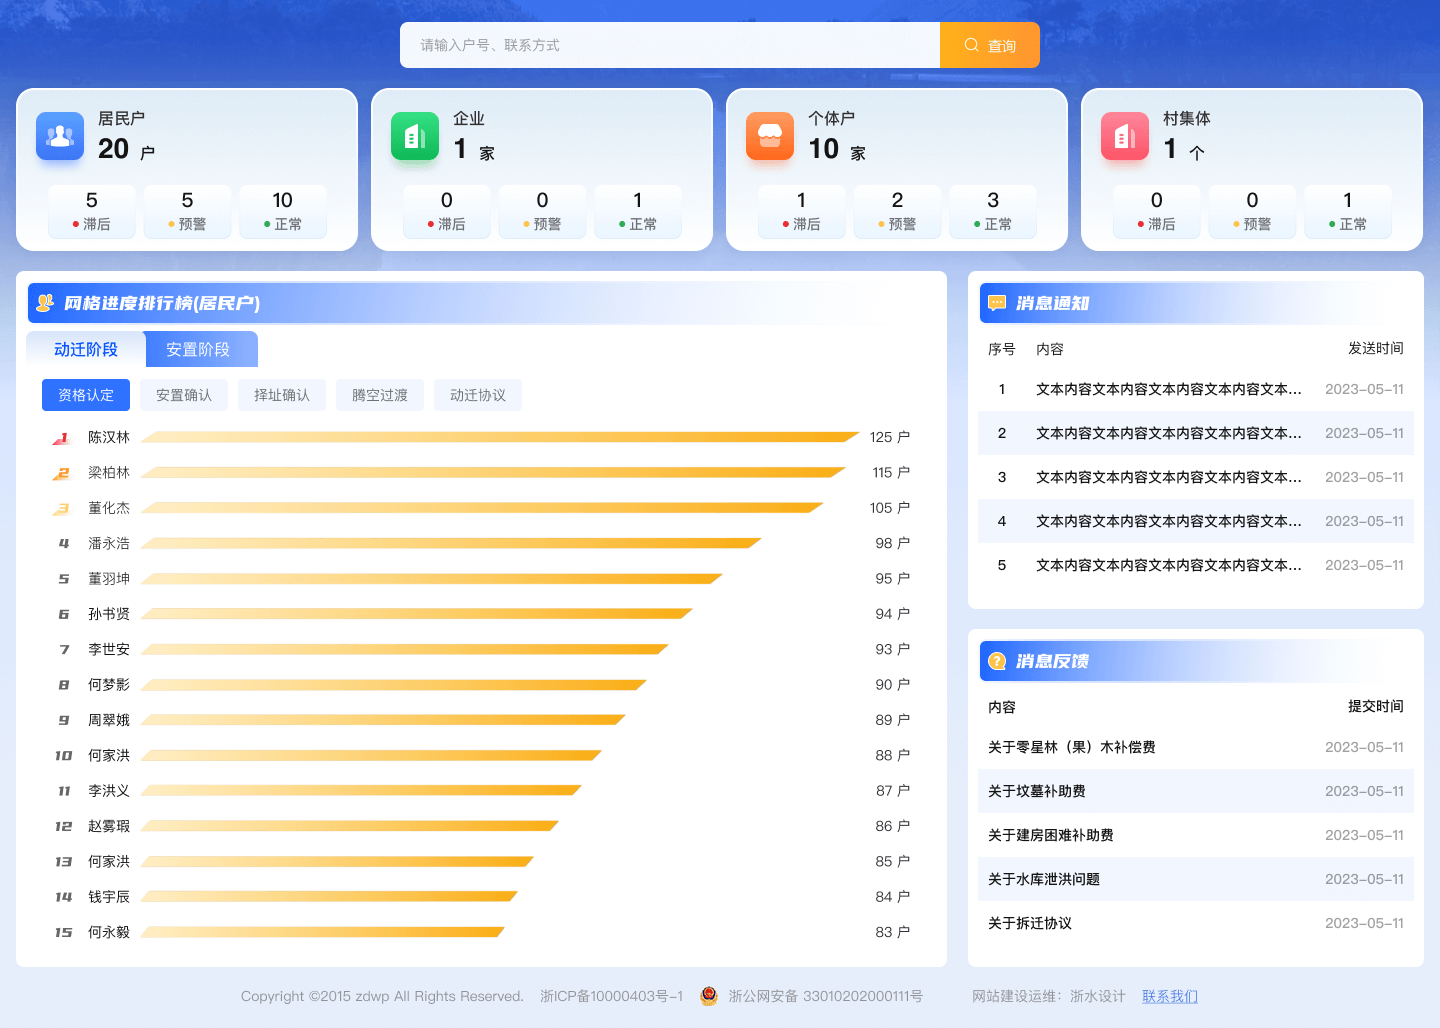 请输入户号、联系方式
查询
居民户
20 户
5 5 10
滞后 预警 正常
企业
1 家
0 0 1
滞后 预警 正常
个体户
10 家
1 2 3
滞后 预警 正常
村集体
1 个
0 0 1
滞后 预警 正常
网格进度排行榜(居民户)
动迁阶段 安置阶段
资格认定 安置确认 择址确认 腾空过渡 动迁协议
1 陈汉林 125 户
2 梁柏林 115 户
3 董化杰 105 户
4 潘永浩 98 户
5 董羽坤 95 户
6 孙书贤 94 户
7 李世安 93 户
8 何梦影 90 户
9 周翠娥 89 户
10 何家洪 88 户
11 李洪义 87 户
12 赵雾瑕 86 户
13 何家洪 85 户
14 钱宇辰 84 户
15 何永毅 83 户
消息通知
序号 内容 发送时间
1 文本内容文本内容文本内容文本内容文本... 2023-05-11
2 文本内容文本内容文本内容文本内容文本... 2023-05-11
3 文本内容文本内容文本内容文本内容文本... 2023-05-11
4 文本内容文本内容文本内容文本内容文本... 2023-05-11
5 文本内容文本内容文本内容文本内容文本... 2023-05-11
消息反馈
内容 提交时间
关于零星林（果）木补偿费 2023-05-11
关于坟墓补助费 2023-05-11
关于建房困难补助费 2023-05-11
关于水库泄洪问题 2023-05-11
关于拆迁协议 2023-05-11
Copyright ©2015 zdwp All Rights Reserved. 浙ICP备10000403号-1 浙公网安备 33010202000111号 网站建设运维：浙水设计 联系我们